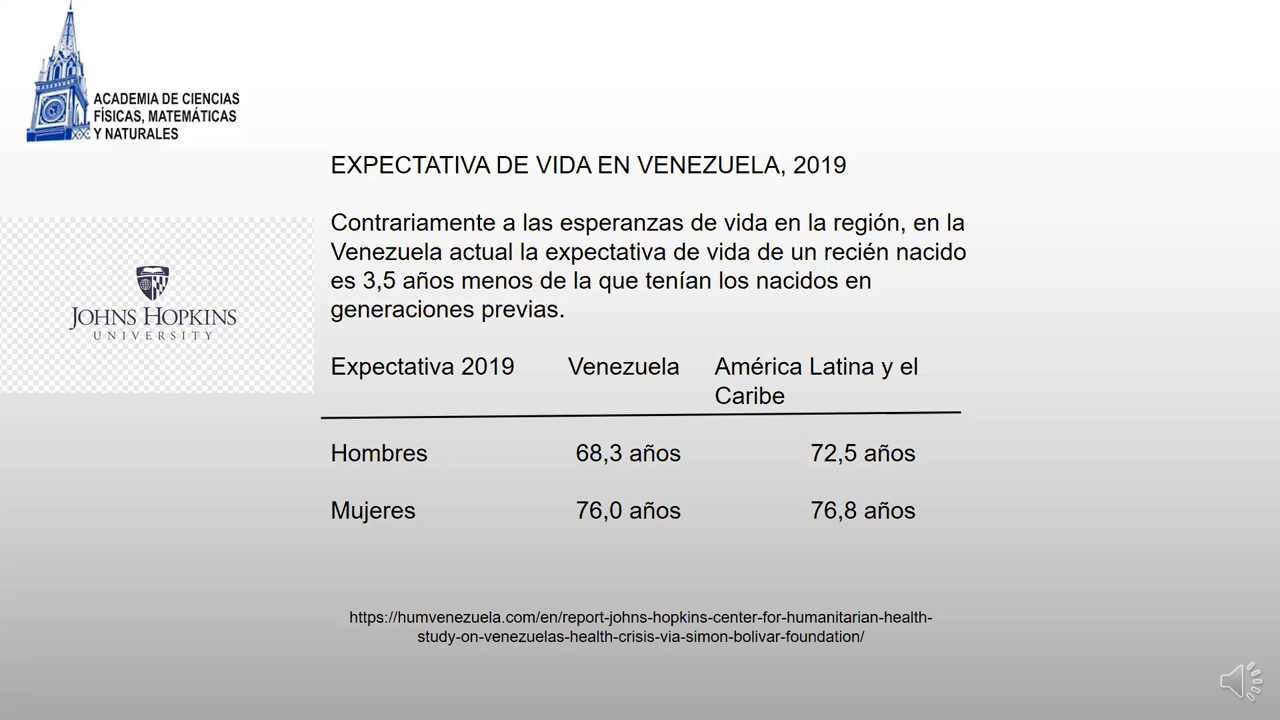 ACADEMIA DE CIENCIAS
FÍSICAS, MATEMÁTICAS
Y NATURALES
EXPECTATIVA DE VIDA EN VENEZUELA, 2019
Contrariamente a las esperanzas de vida en la región, en la
Venezuela actual la expectativa de vida de un recién nacido
es 3,5 años menos de la que tenían los nacidos en
generaciones previas.
JOHNS HOPKINS
UNIVERSITY
Expectativa 2019 Venezuela América Latina y el
Caribe
Hombres 68,3 años 72,5 años
Mujeres 76,0 años 76,8 años
https://humvenezuela.com/en/report-johns-hopkins-center-for-humanitarian-health-
study-on-venezuelas-health-crisis-via-simon-bolivar-foundation/